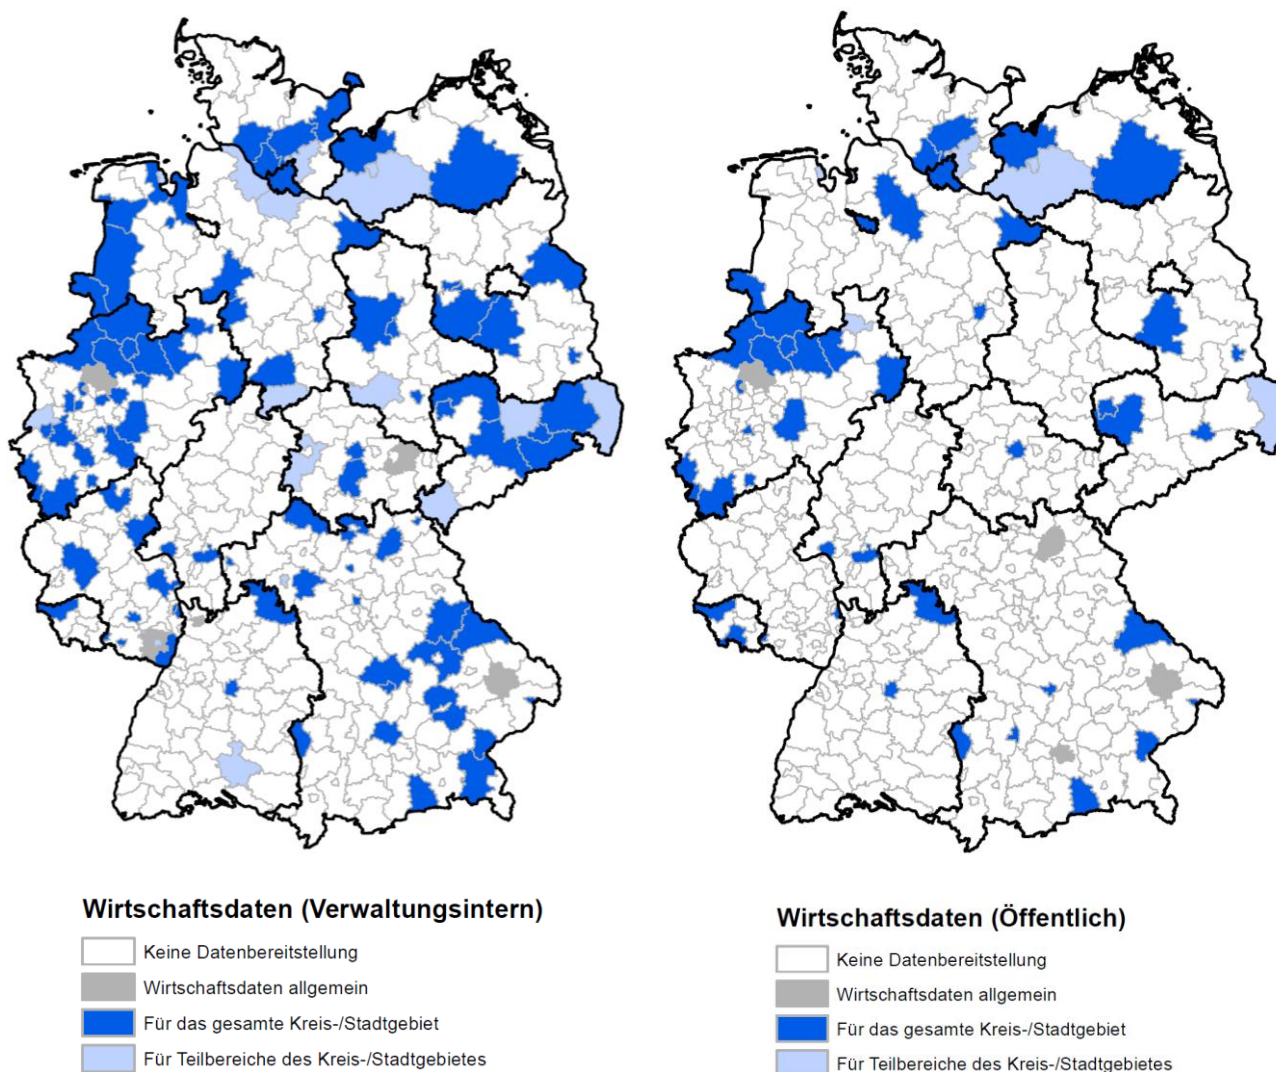 Wirtschaftsdaten (Verwaltungsintern)
Keine Datenbereitstellung
Wirtschaftsdaten allgemein
Für das gesamte Kreis-/Stadtgebiet
Für Teilbereiche des Kreis-/Stadtgebietes
Wirtschaftsdaten (Öffentlich)
Keine Datenbereitstellung
Wirtschaftsdaten allgemein
Für das gesamte Kreis-/Stadtgebiet
Für Teilbereiche des Kreis-/Stadtgebietes